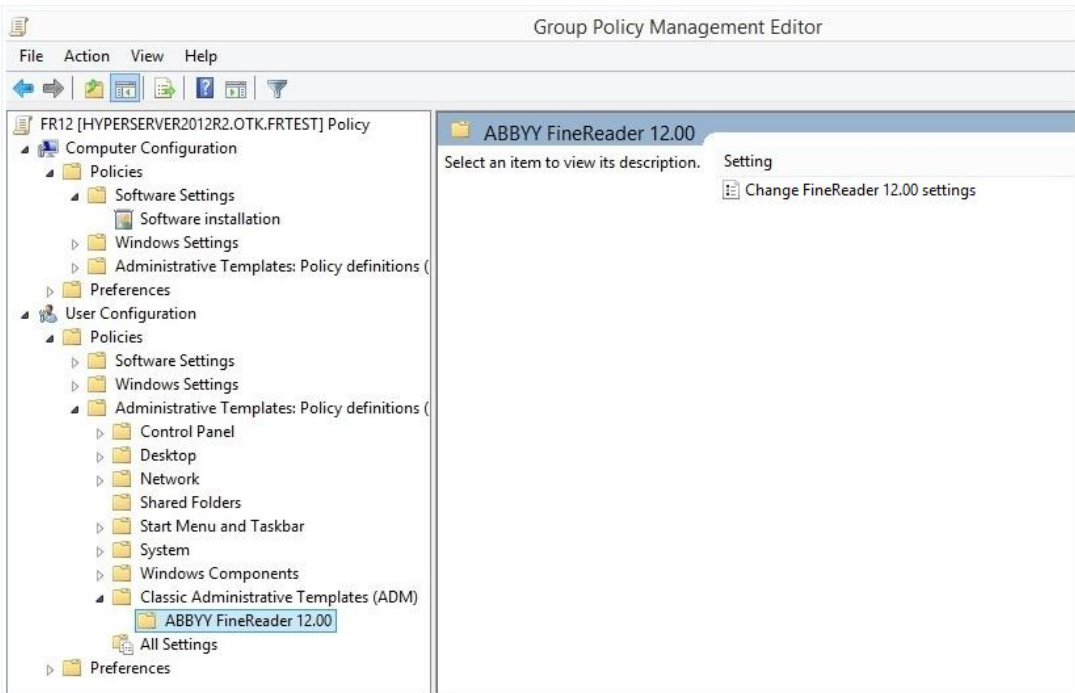 Group Policy Management Editor
File Action View Help
FR12 [HYPERSERVER2012R2.OTK.FRTEST] Policy
Computer Configuration
Policies
Software Settings
Software installation
Windows Settings
Administrative Templates: Policy definitions (
Preferences
User Configuration
Policies
Software Settings
Windows Settings
Administrative Templates: Policy definitions (
Control Panel
Desktop
Network
Shared Folders
Start Menu and Taskbar
System
Windows Components
Classic Administrative Templates (ADM)
ABBYY FineReader 12.00
All Settings
Preferences
ABBYY FineReader 12.00
Select an item to view its description.
Setting
Change FineReader 12.00 settings